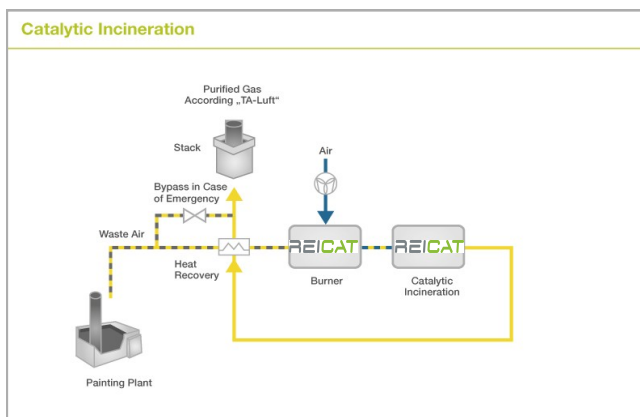 Catalytic Incineration
Purified Gas
According „TA-Luft“
Stack
Air
Bypass in Case
of Emergency
Waste Air
Heat
Recovery
REICAT
Burner
REICAT
Catalytic
Incineration
Painting Plant